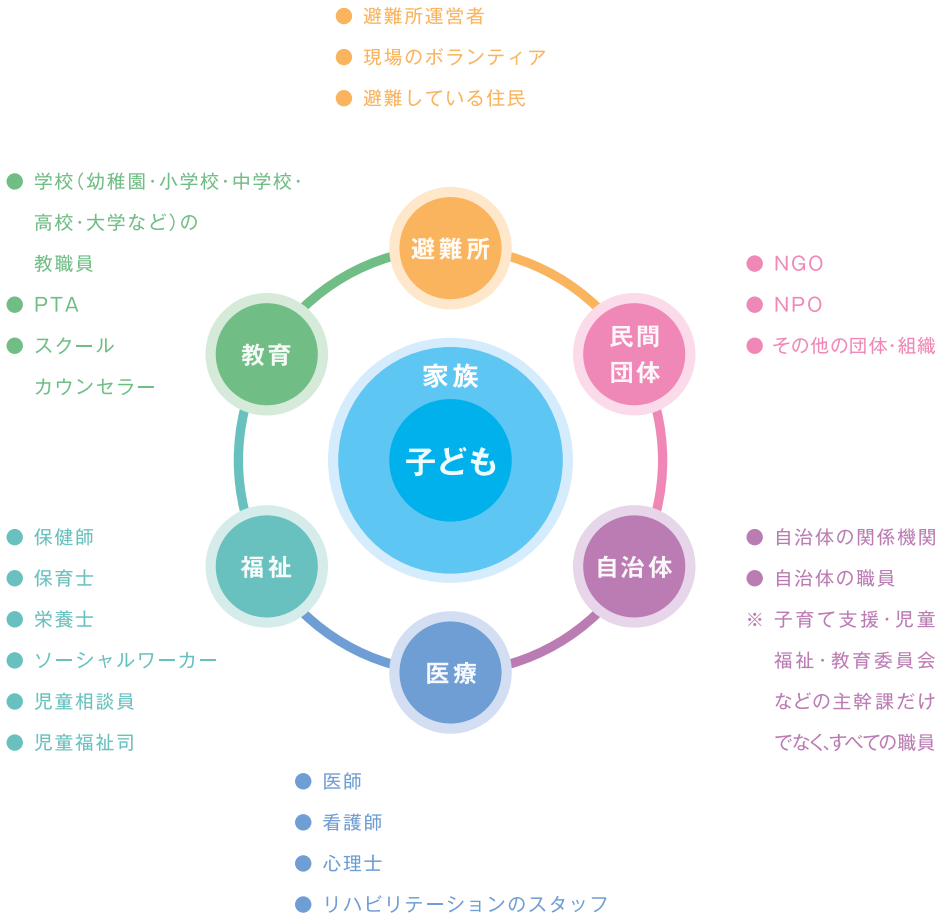 避難所運営者
現場のボランティア
避難している住民
学校(幼稚園・小学校・中学校・
高校・大学など)の
教職員
PTA
スクール
カウンセラー
避難所
NGO
NPO
その他の団体・組織
教育
民間
団体
家族
子ども
福祉
自治体
医療
保健師
保育士
栄養士
ソーシャルワーカー
児童相談員
児童福祉司
自治体の関係機関
自治体の職員
※ 子育て支援・児童
福祉・教育委員会
などの主幹課だけ
でなく、すべての職員
医師
看護師
心理士
リハビリテーションのスタッフ